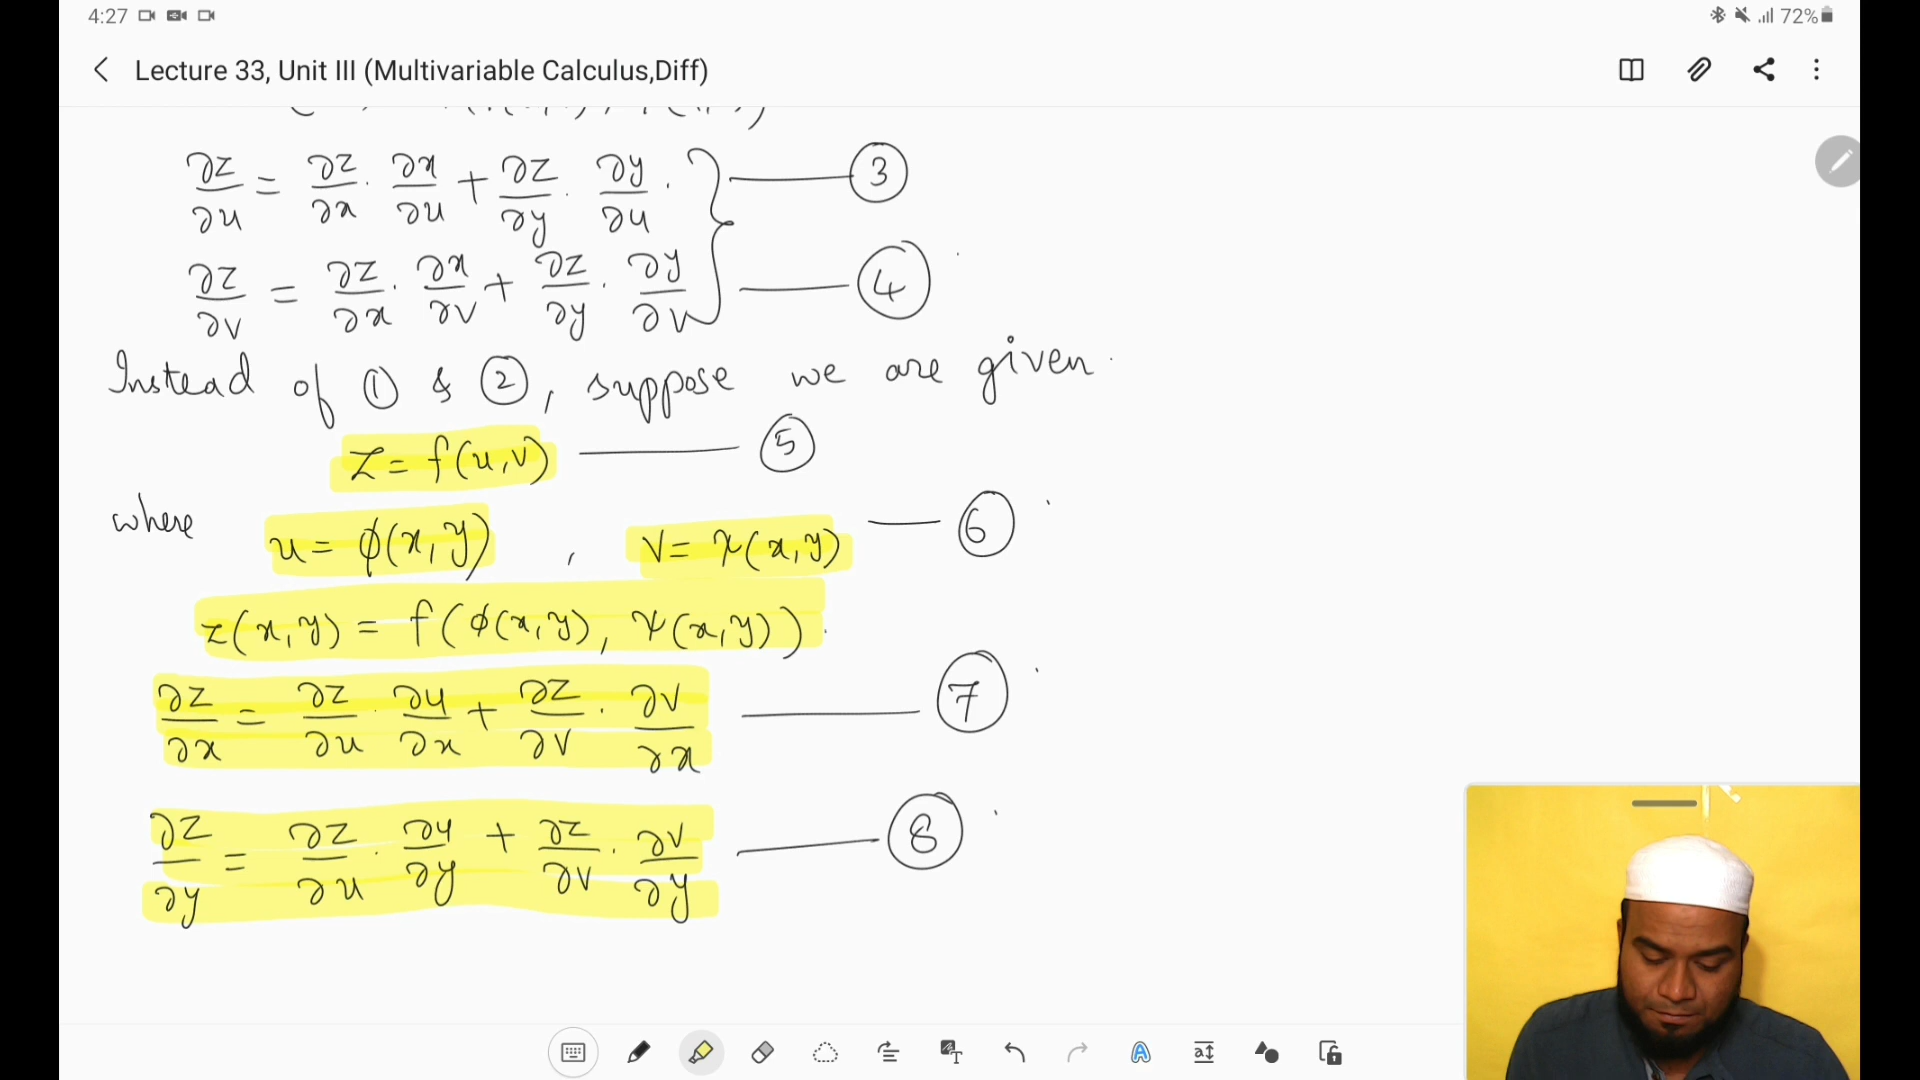 4:27 72%
Lecture 33, Unit III (Multivariable Calculus,Diff)
∂z/∂u = ∂z/∂x · ∂x/∂u + ∂z/∂y · ∂y/∂u · } —— ③
∂z/∂v = ∂z/∂x · ∂x/∂v + ∂z/∂y · ∂y/∂v } —— ④
Instead of ① & ②, suppose we are given.
z = f(u,v) —— ⑤
where u = ϕ(x,y) , v = ψ(x,y) —— ⑥
z(x,y) = f(ϕ(x,y), ψ(x,y)).
∂z/∂x = ∂z/∂u · ∂u/∂x + ∂z/∂v · ∂v/∂x —— ⑦
∂z/∂y = ∂z/∂u · ∂u/∂y + ∂z/∂v · ∂v/∂y —— ⑧